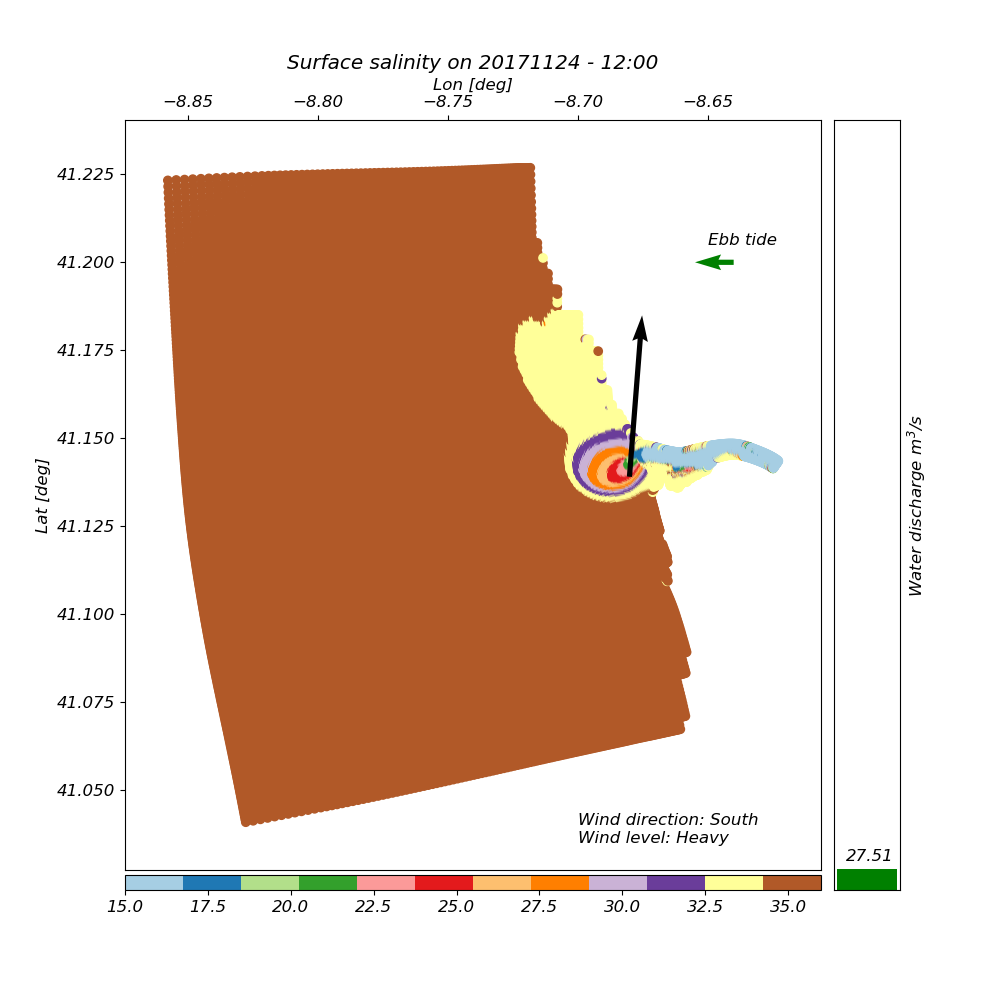 Surface salinity on 20171124 - 12:00
Lon [deg]
−8.85 −8.80 −8.75 −8.70 −8.65
41.225
41.200
41.175
41.150
41.125
41.100
41.075
41.050
Lat [deg]
Ebb tide
Wind direction: South
Wind level: Heavy
15.0 17.5 20.0 22.5 25.0 27.5 30.0 32.5 35.0
27.51
Water discharge m³/s